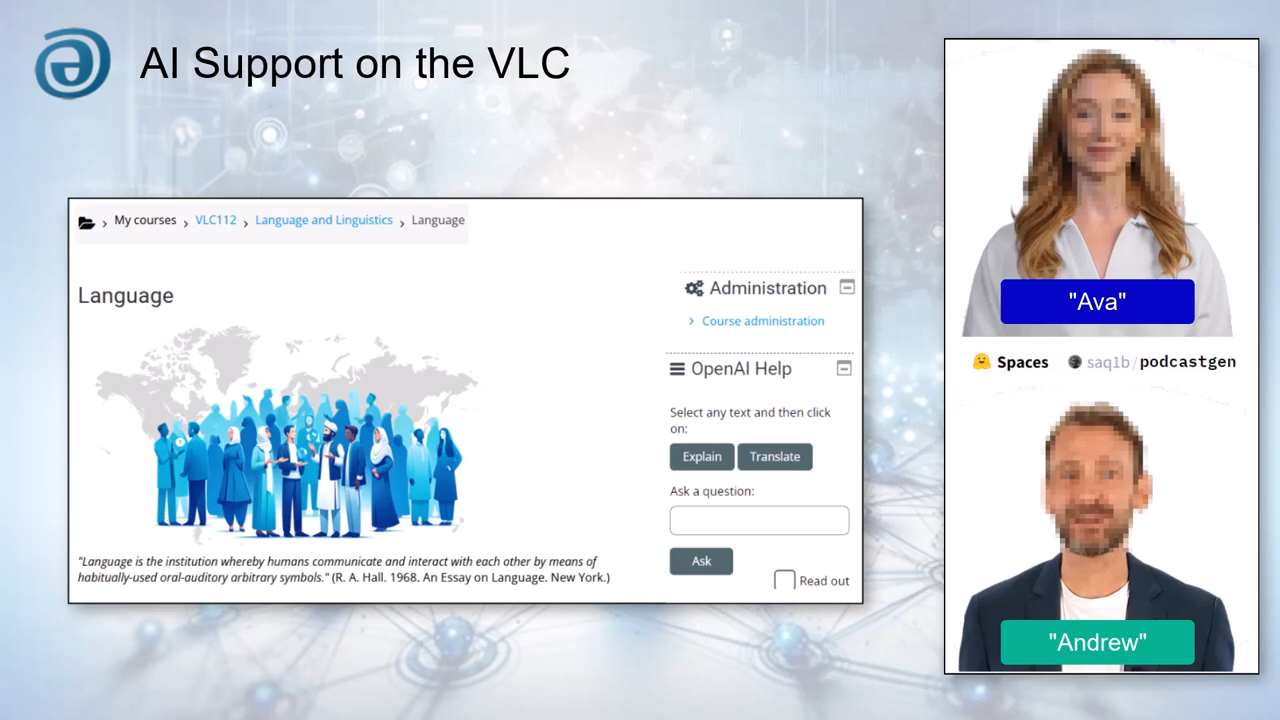 AI Support on the VLC
My courses > VLC112 > Language and Linguistics > Language
Language
"Language is the institution whereby humans communicate and interact with each other by means of
habitually-used oral-auditory arbitrary symbols." (R. A. Hall. 1968. An Essay on Language. New York.)
Administration
> Course administration
OpenAI Help
Select any text and then click
on:
Explain Translate
Ask a question:
Ask
Read out
"Ava"
Spaces saq1b/podcastgen
"Andrew"